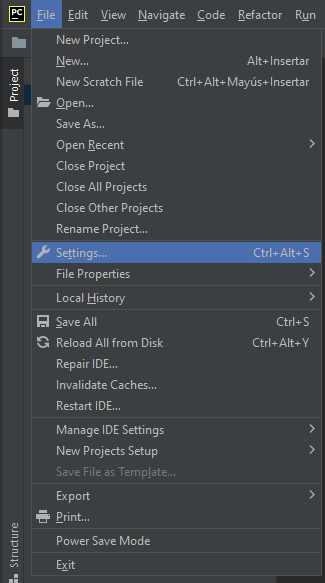 PC File Edit View Navigate Code Refactor Run
Project
New Project...
New... Alt+Insertar
New Scratch File Ctrl+Alt+Mayús+Insertar
Open...
Save As...
Open Recent
Close Project
Close All Projects
Close Other Projects
Rename Project...
Settings... Ctrl+Alt+S
File Properties
Local History
Save All Ctrl+S
Reload All from Disk Ctrl+Alt+Y
Repair IDE...
Invalidate Caches...
Restart IDE...
Manage IDE Settings
New Projects Setup
Save File as Template...
Export
Print...
Power Save Mode
Exit
Structure